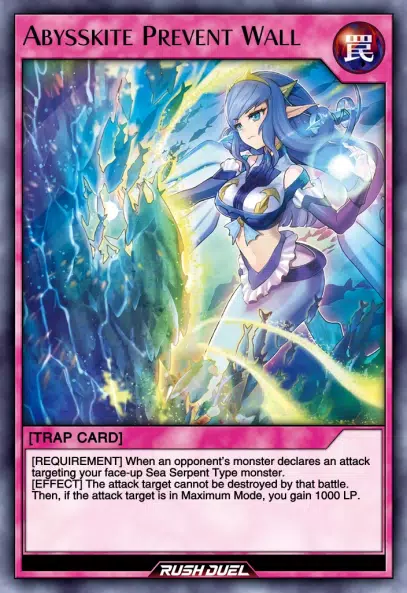 Abysskite Prevent Wall
罠
[TRAP CARD]
[REQUIREMENT] When an opponent's monster declares an attack
targeting your face-up Sea Serpent Type monster.
[EFFECT] The attack target cannot be destroyed by that battle.
Then, if the attack target is in Maximum Mode, you gain 1000 LP.
RUSH DUEL